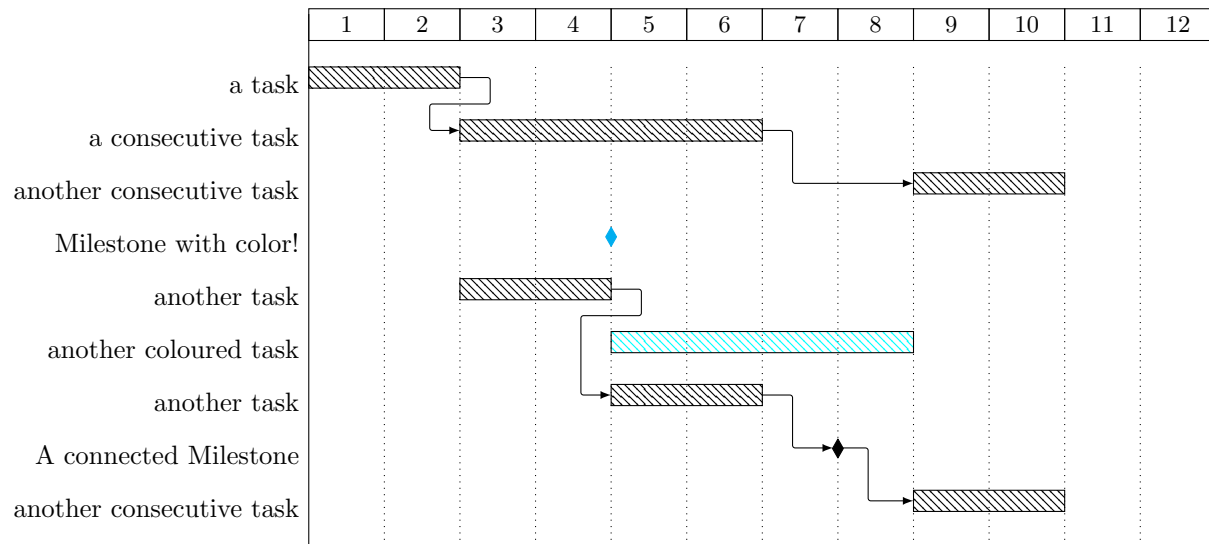 1 2 3 4 5 6 7 8 9 10 11 12
a task
a consecutive task
another consecutive task
Milestone with color!
another task
another coloured task
another task
A connected Milestone
another consecutive task